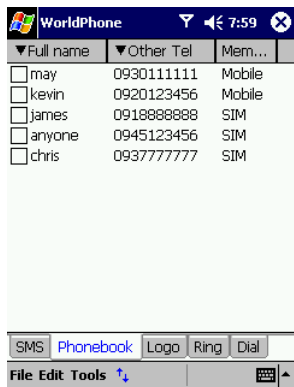 WorldPhone 7:59
▼Full name ▼Other Tel Mem...
may 0930111111 Mobile
kevin 0920123456 Mobile
james 0918888888 SIM
anyone 0945123456 SIM
chris 0937777777 SIM
SMS Phonebook Logo Ring Dial
File Edit Tools